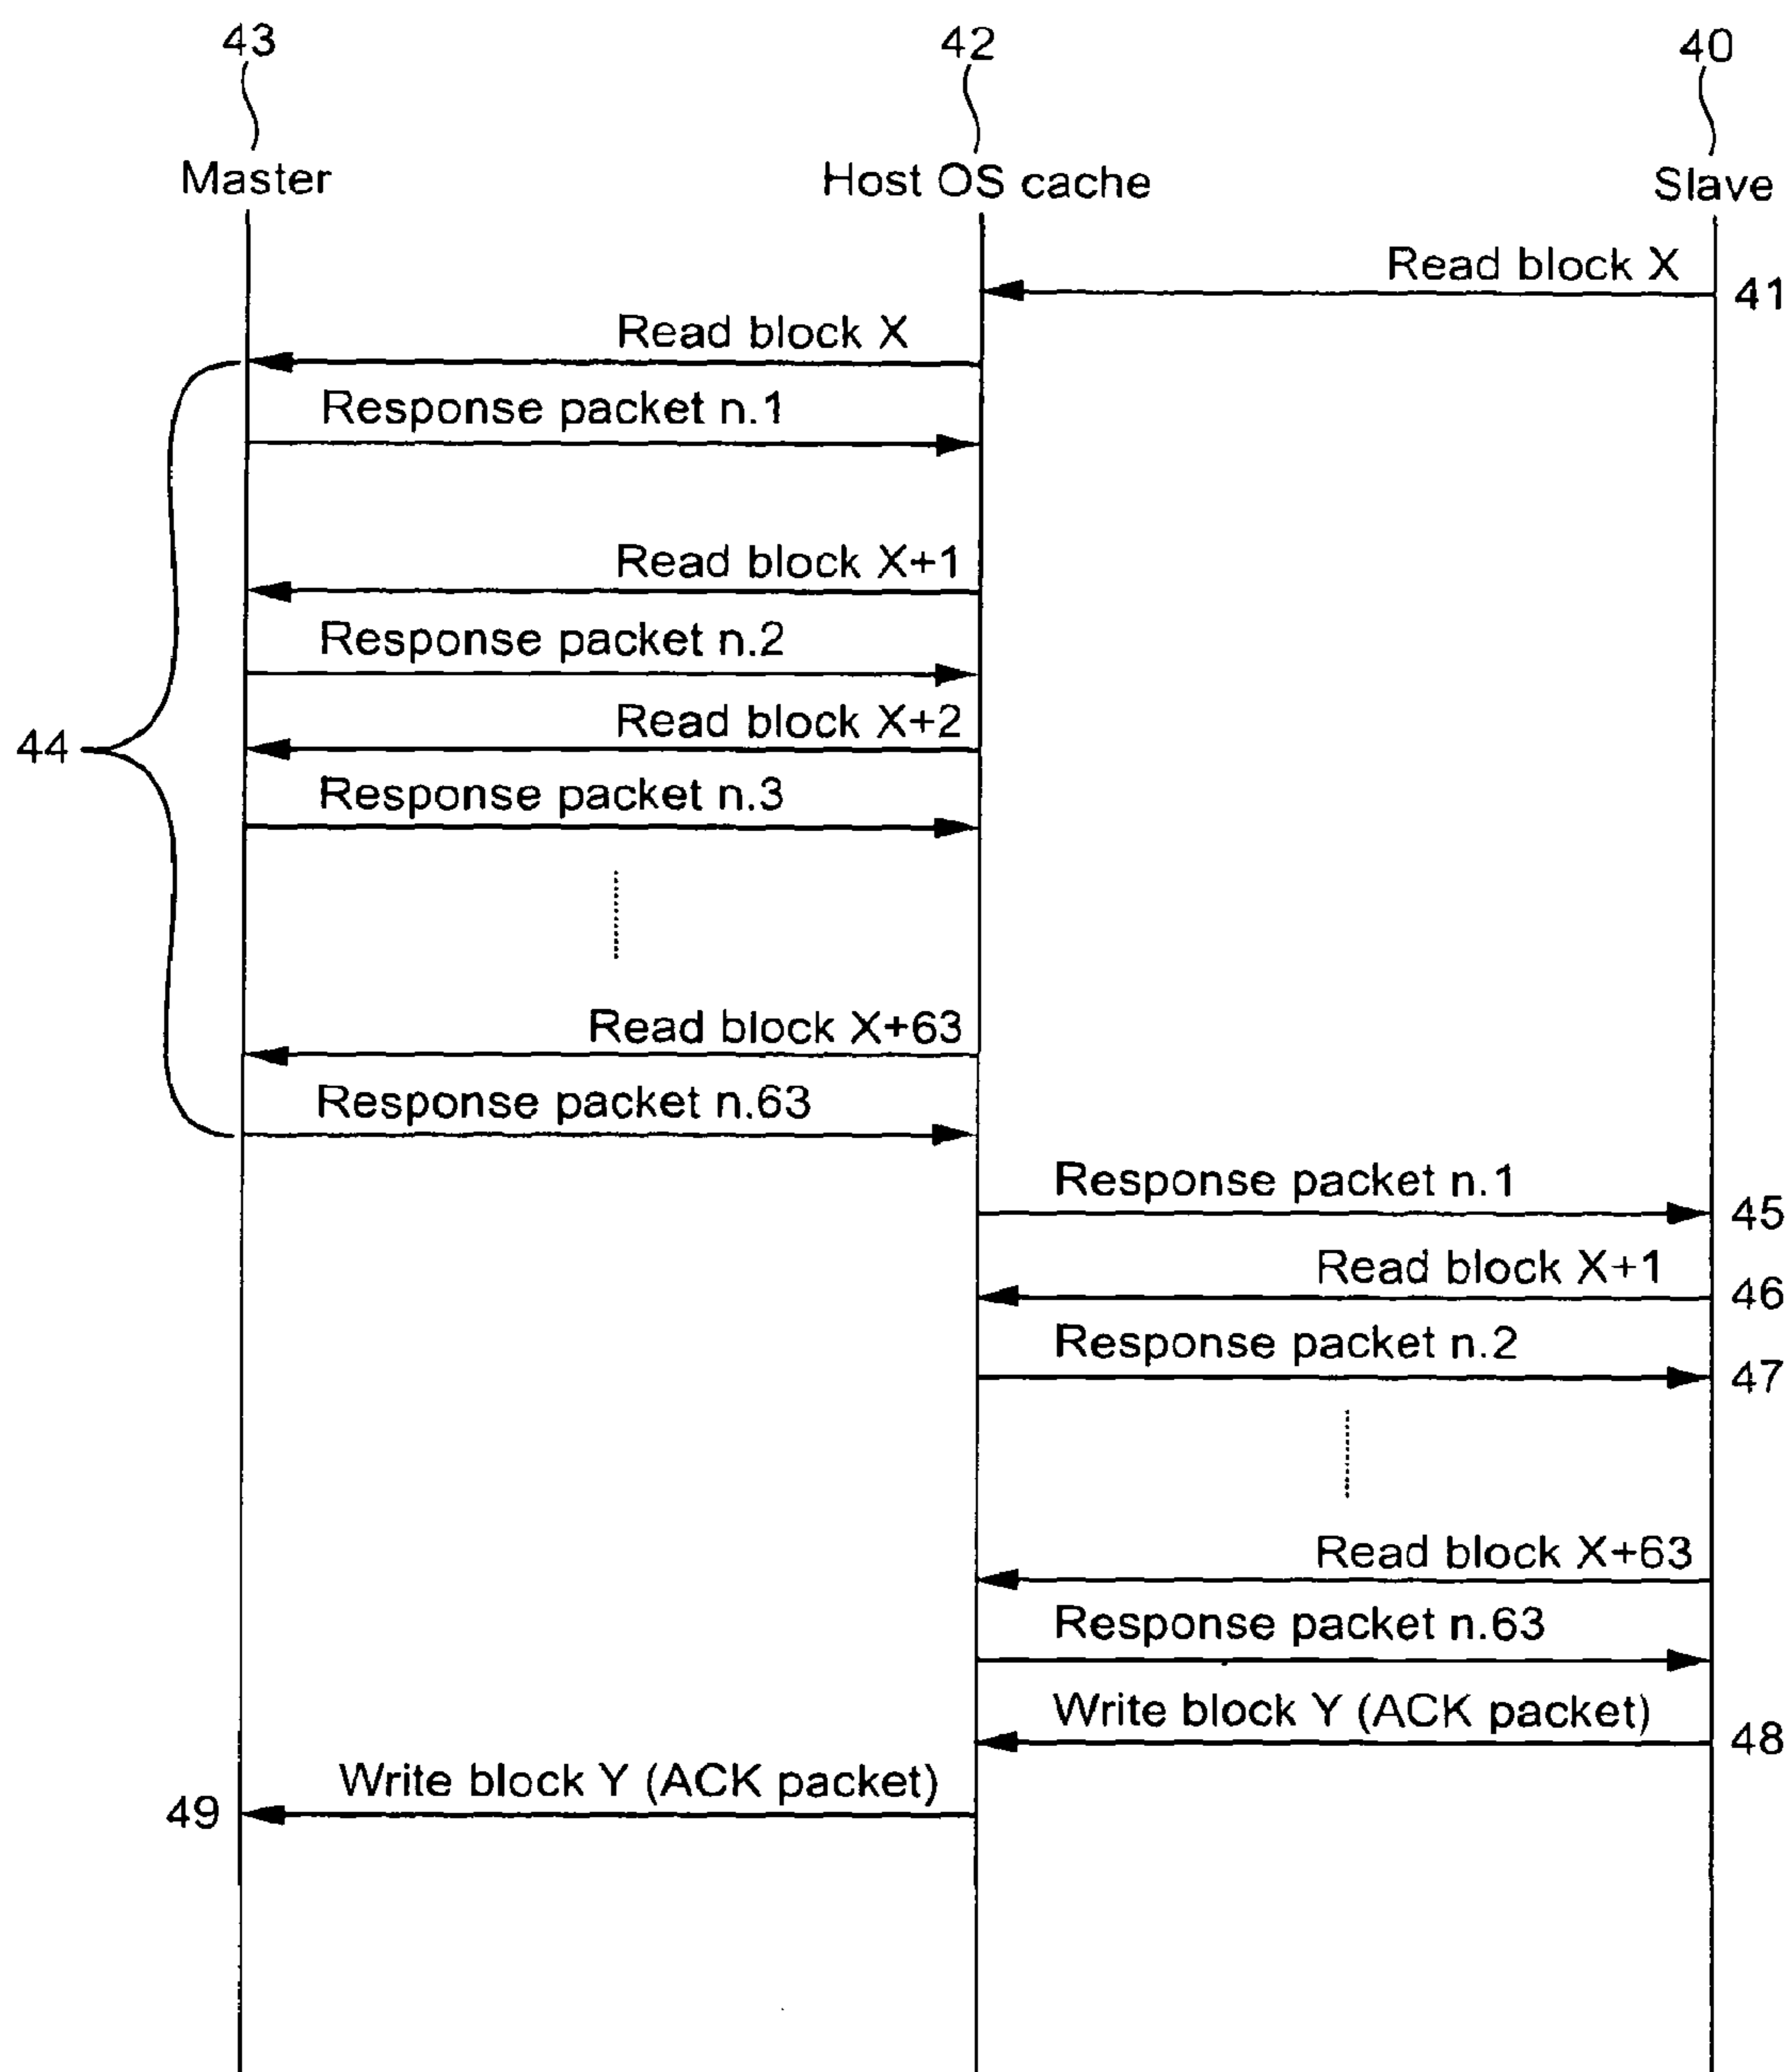 43 42 40
Master Host OS cache Slave
Read block X 41
Read block X
Response packet n.1
Read block X+1
Response packet n.2
Read block X+2
44
Response packet n.3
Read block X+63
Response packet n.63
Response packet n.1
45
Read block X+1
46
Response packet n.2
47
Read block X+63
Response packet n.63
Write block Y (ACK packet)
48
Write block Y (ACK packet)
49